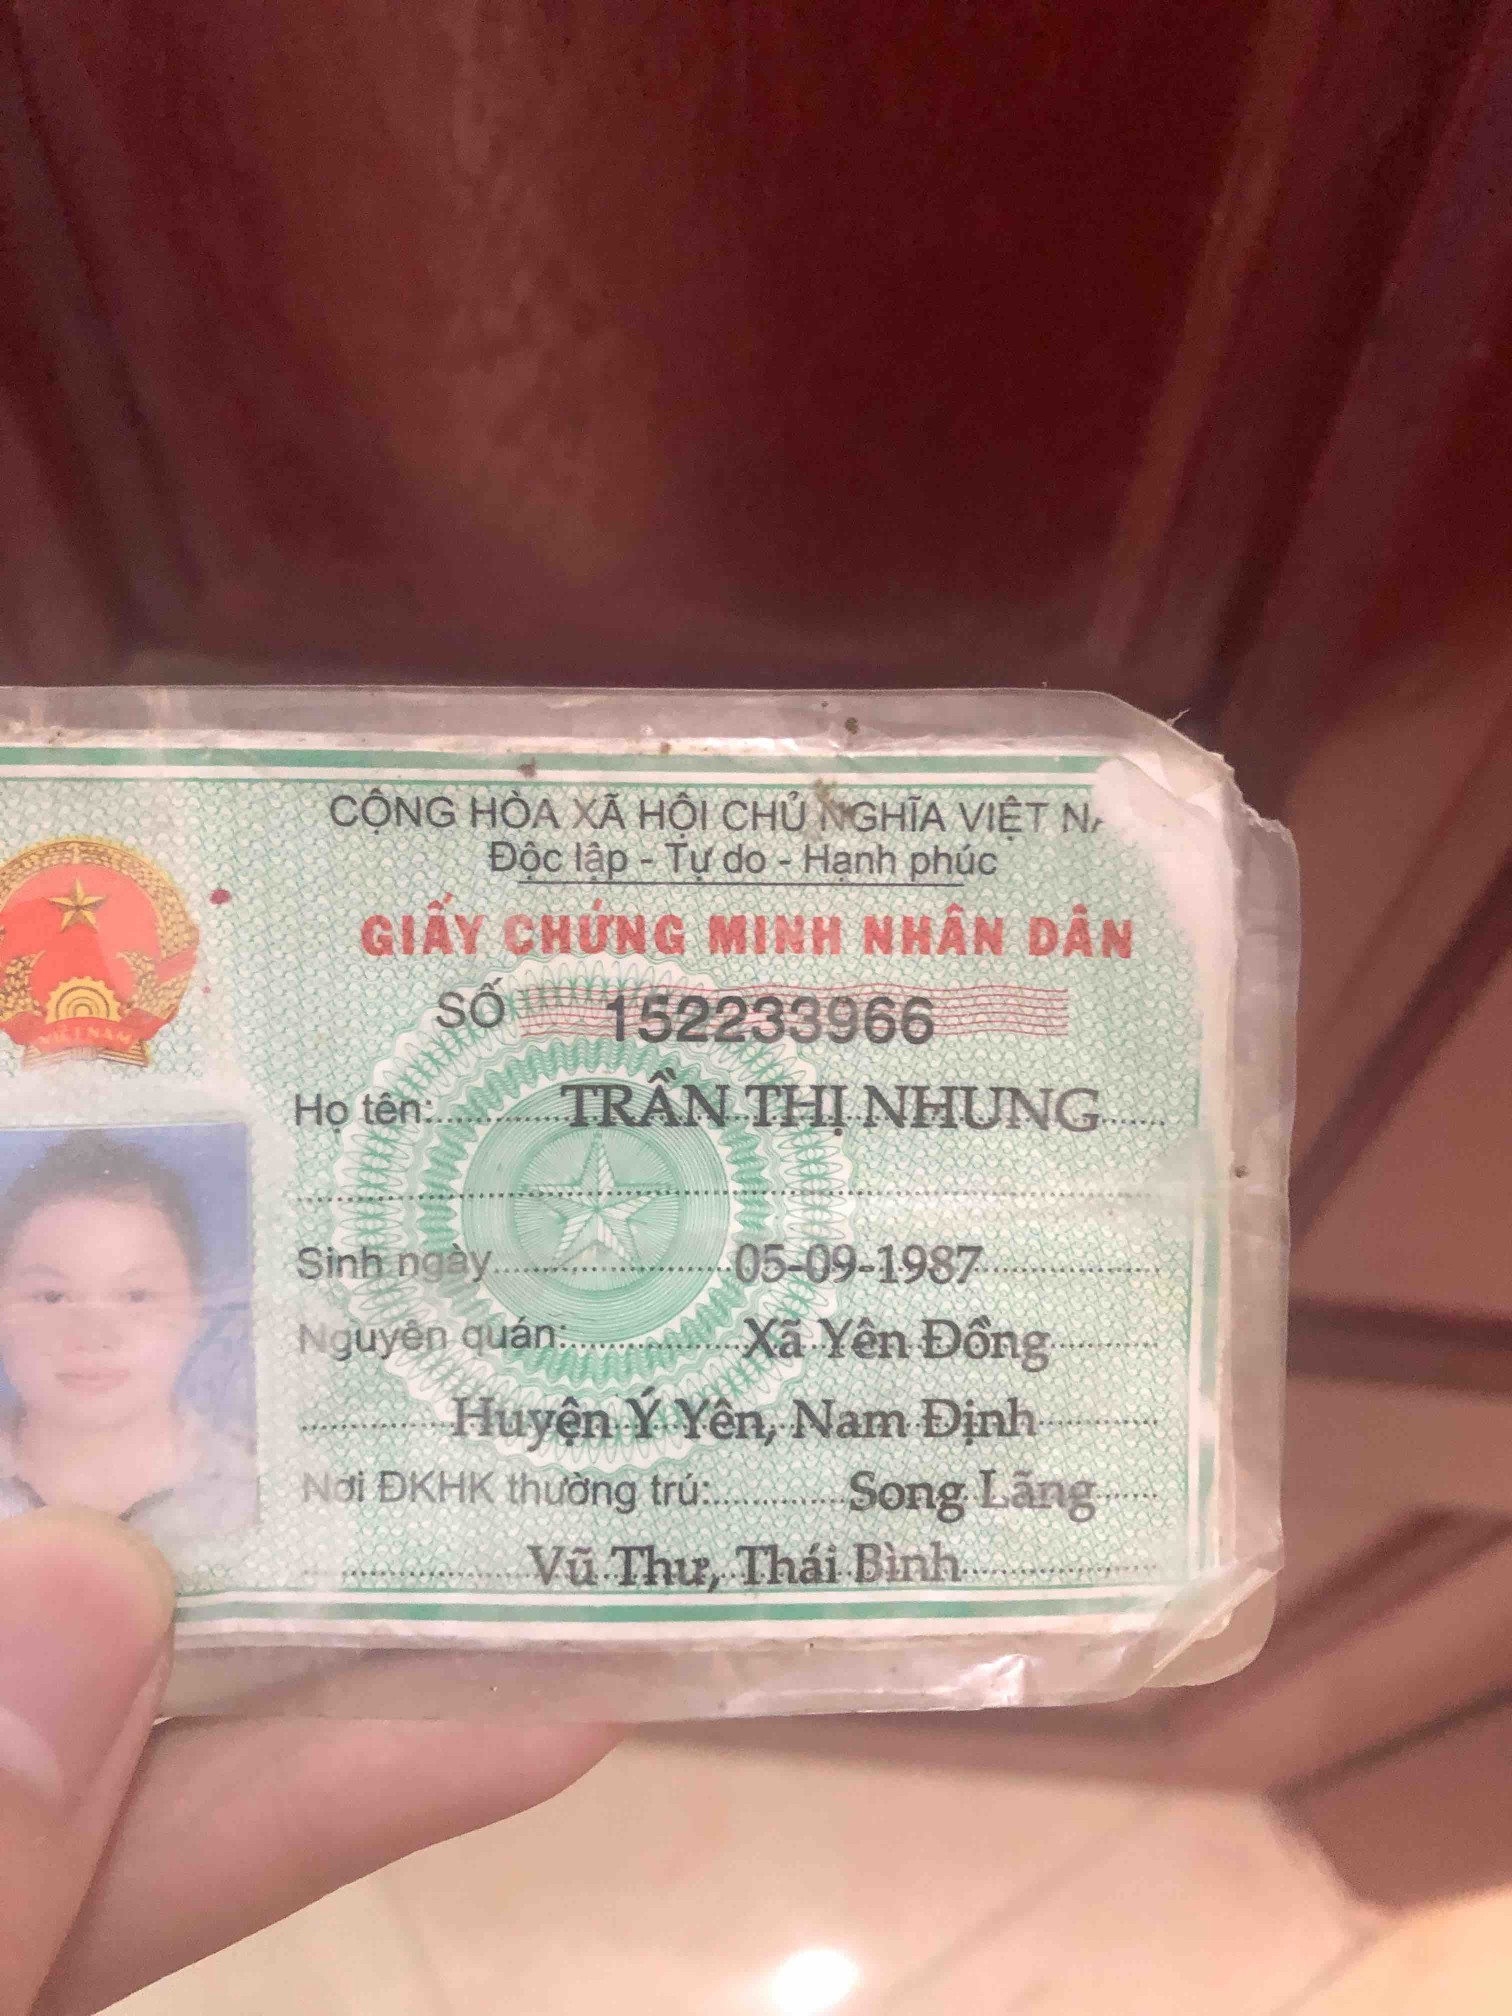 CỘNG HÒA XÃ HỘI CHỦ NGHĨA VIỆT NA
Độc lập - Tự do - Hạnh phúc
GIẤY CHỨNG MINH NHÂN DÂN
VIỆT NAM
SỐ 152233966
Họ tên: TRẦN THỊ NHUNG
Sinh ngày 05-09-1987
Nguyên quán: Xã Yên Đồng
Huyện Ý Yên, Nam Định
Nơi ĐKHK thường trú: Song Lãng
Vũ Thư, Thái Bình